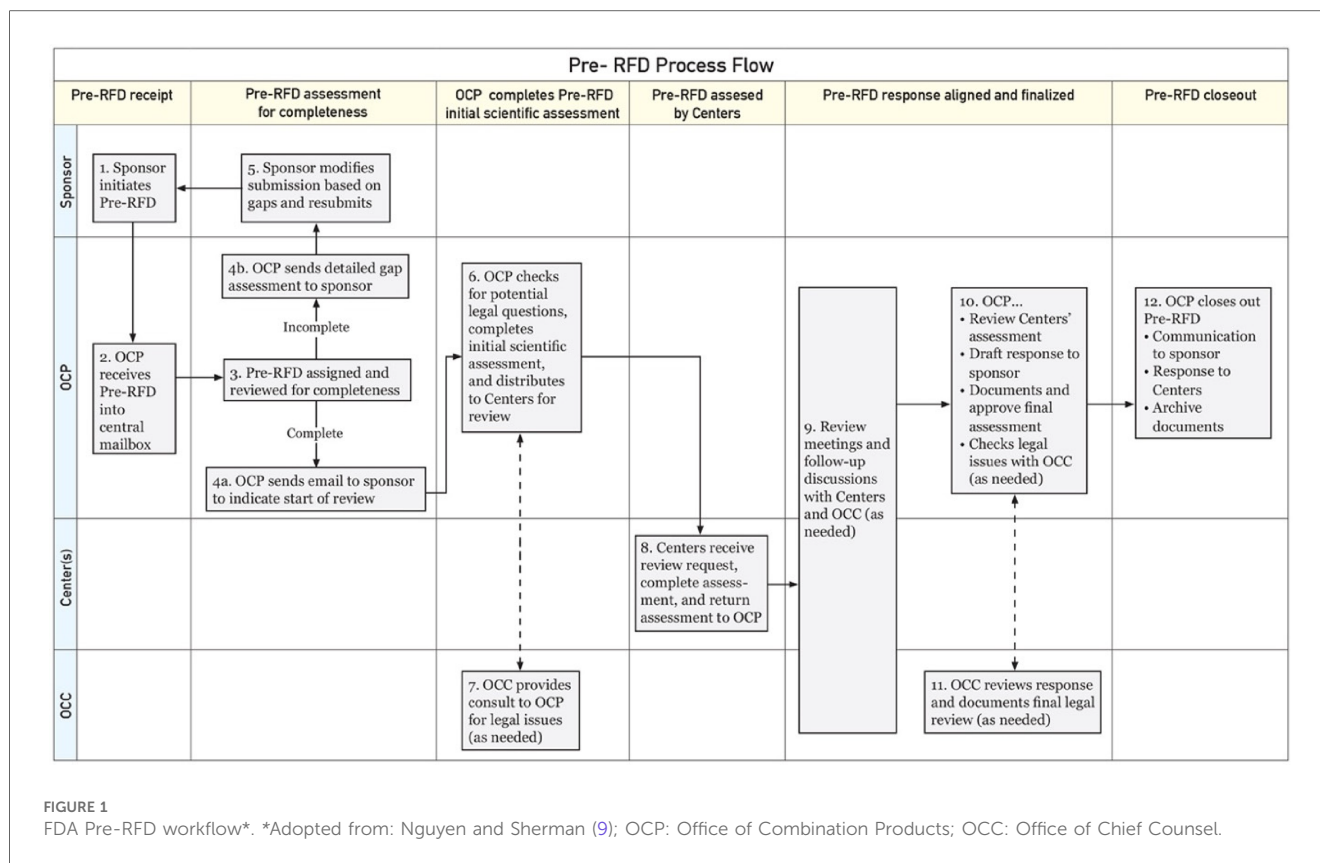 Pre- RFD Process Flow
Pre-RFD receipt
Pre-RFD assessment
for completeness
OCP completes Pre-RFD
initial scientific assessment
Pre-RFD assesed
by Centers
Pre-RFD response aligned and finalized
Pre-RFD closeout
Sponsor
1. Sponsor
initiates
Pre-RFD
5. Sponsor modifies
submission based on
gaps and resubmits
OCP
2. OCP
receives
Pre-RFD
into
central
mailbox
4b. OCP sends detailed gap
assessment to sponsor
Incomplete
3. Pre-RFD assigned and
reviewed for completeness
Complete
4a. OCP sends email to sponsor
to indicate start of review
6. OCP checks
for potential
legal questions,
completes
initial scientific
assessment,
and distributes
to Centers for
review
9. Review
meetings and
follow-up
discussions
with Centers
and OCC (as
needed)
10. OCP...
• Review Centers'
assessment
• Draft response to
sponsor
• Documents and
approve final
assessment
• Checks legal
issues with OCC
(as needed)
12. OCP closes out
Pre-RFD
• Communication
to sponsor
• Response to
Centers
• Archive
documents
Center(s)
8. Centers receive
review request,
complete assess-
ment, and return
assessment to OCP
OCC
7. OCC provides
consult to OCP
for legal issues
(as needed)
11. OCC reviews response
and documents final legal
review (as needed)
FIGURE 1
FDA Pre-RFD workflow*. *Adopted from: Nguyen and Sherman (9); OCP: Office of Combination Products; OCC: Office of Chief Counsel.